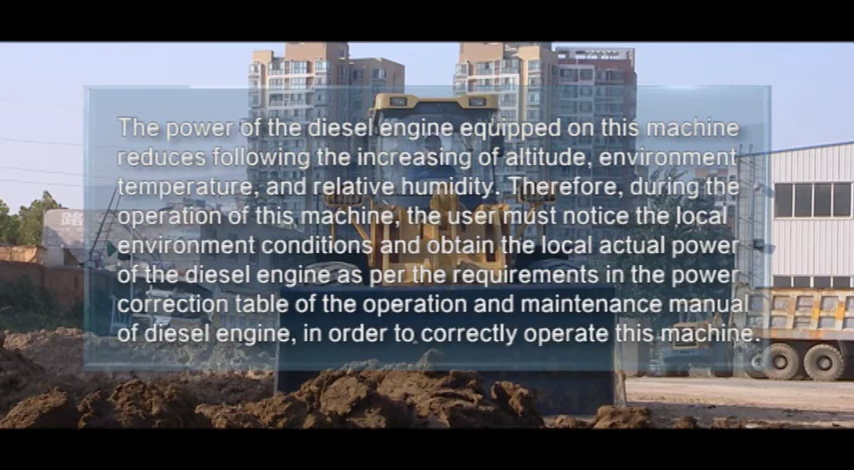 The power of the diesel engine equipped on this machine
reduces following the increasing of altitude, environment
temperature, and relative humidity. Therefore, during the
operation of this machine, the user must notice the local
environment conditions and obtain the local actual power
of the diesel engine as per the requirements in the power
correction table of the operation and maintenance manual
of diesel engine, in order to correctly operate this machine.
路